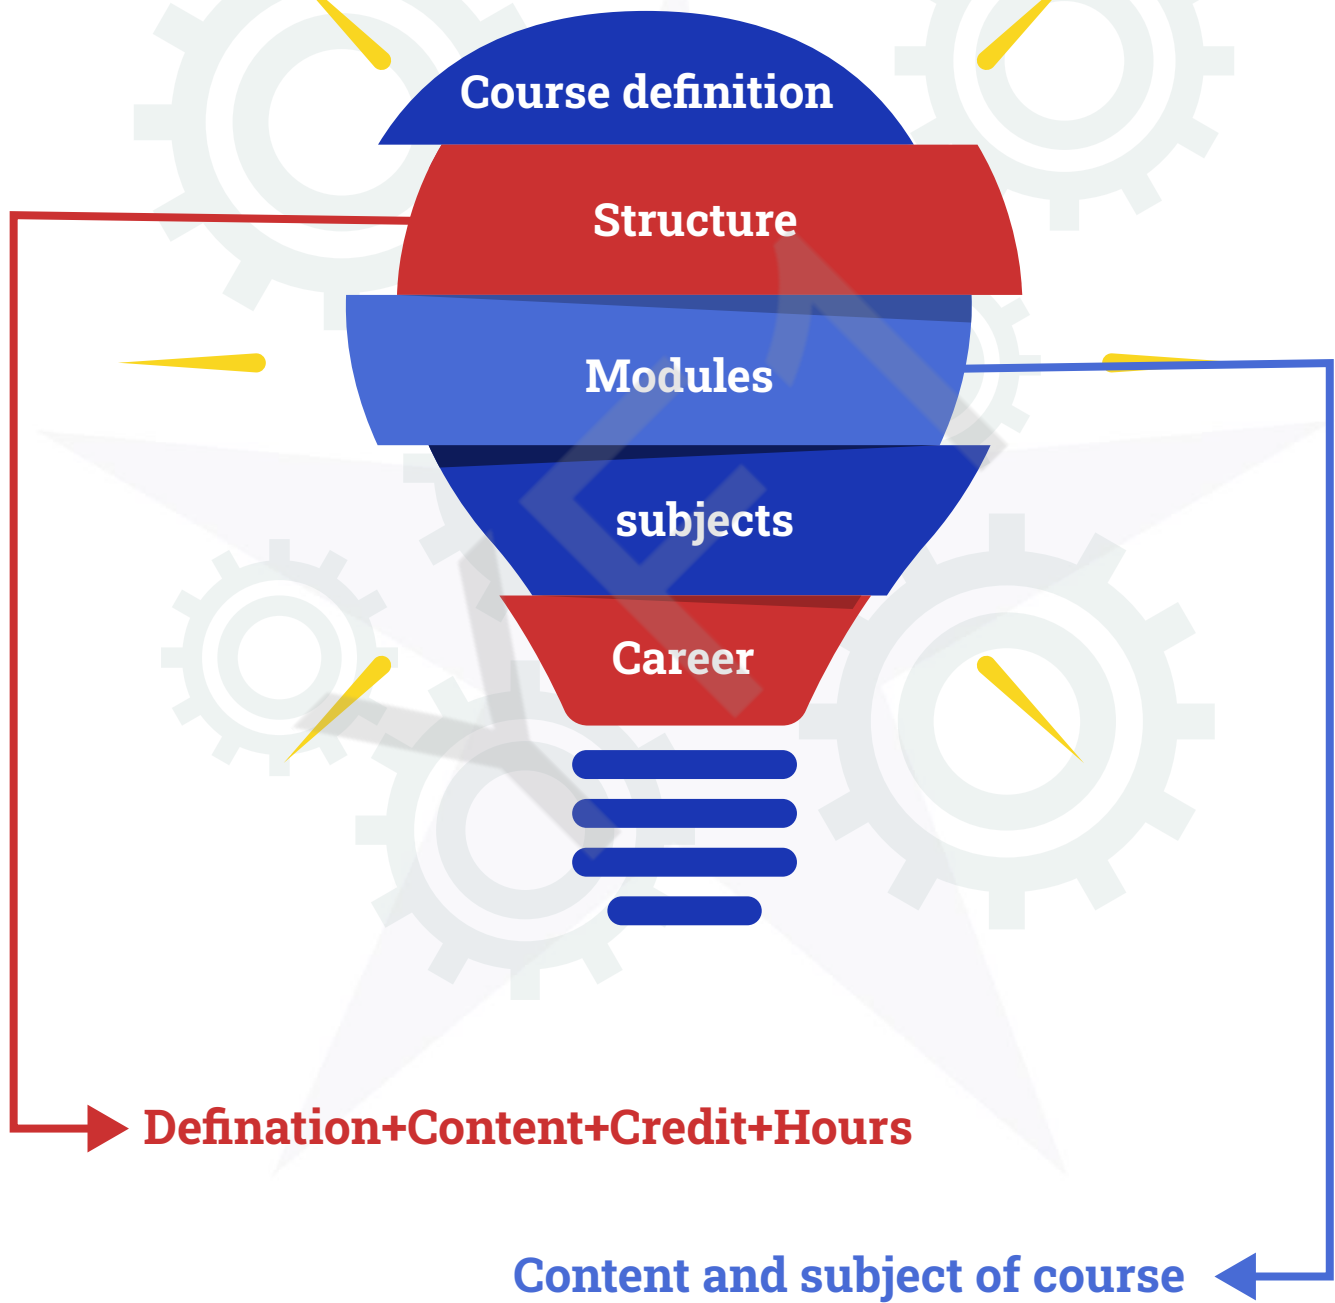 Course definition
Structure
Modules
subjects
Career
Defination+Content+Credit+Hours
Content and subject of course